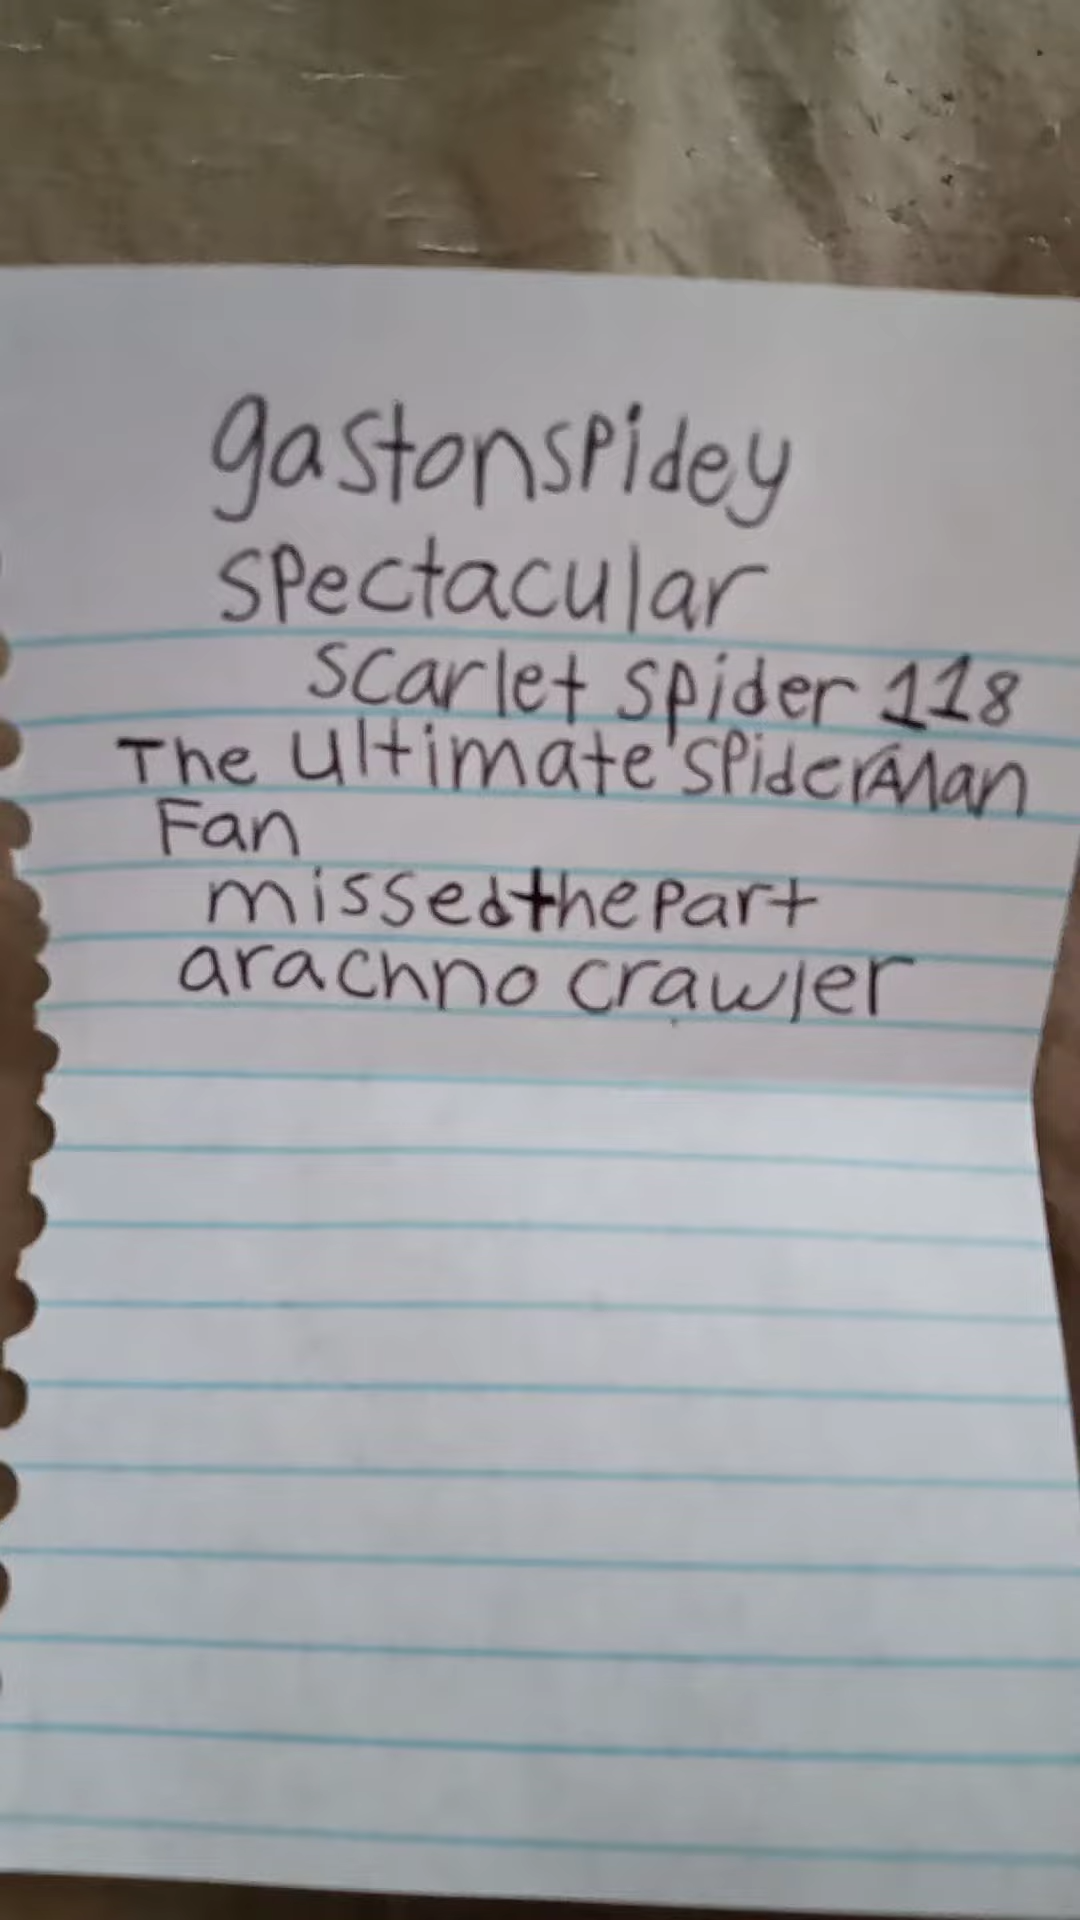 gastonspidey
spectacular
scarlet spider 118
The ultimate spiderMan
Fan
missedthepart
arachno crawler